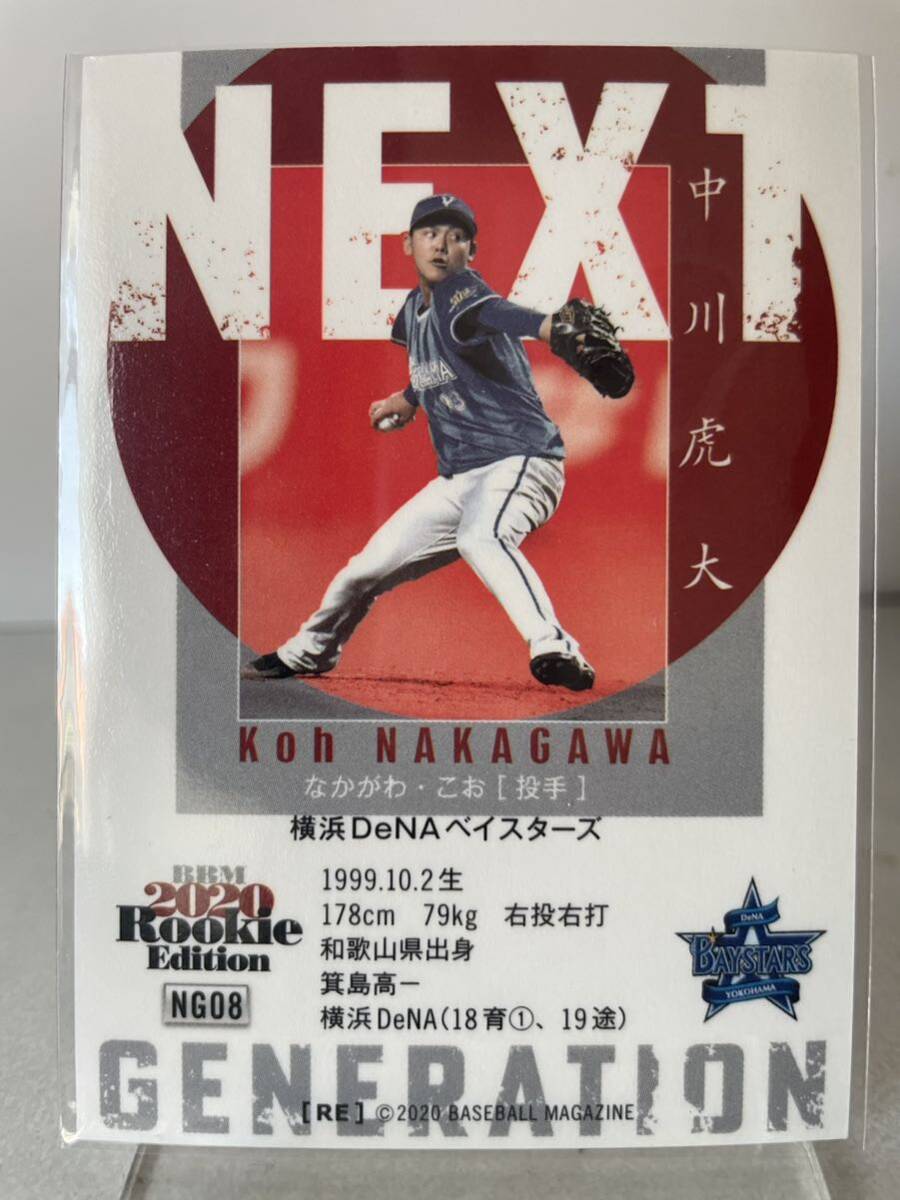 NEXT
中川虎大
Koh NAKAGAWA
なかがわ・こお［投手］
横浜DeNAベイスターズ
BBM
2020
Rookie
Edition
NG08
1999.10.2生
178cm 79kg 右投右打
和歌山県出身
箕島高－
横浜DeNA(18育①、19途)
DeNA
BAYSTARS
YOKOHAMA
GENERATION
[RE] ©2020 BASEBALL MAGAZINE